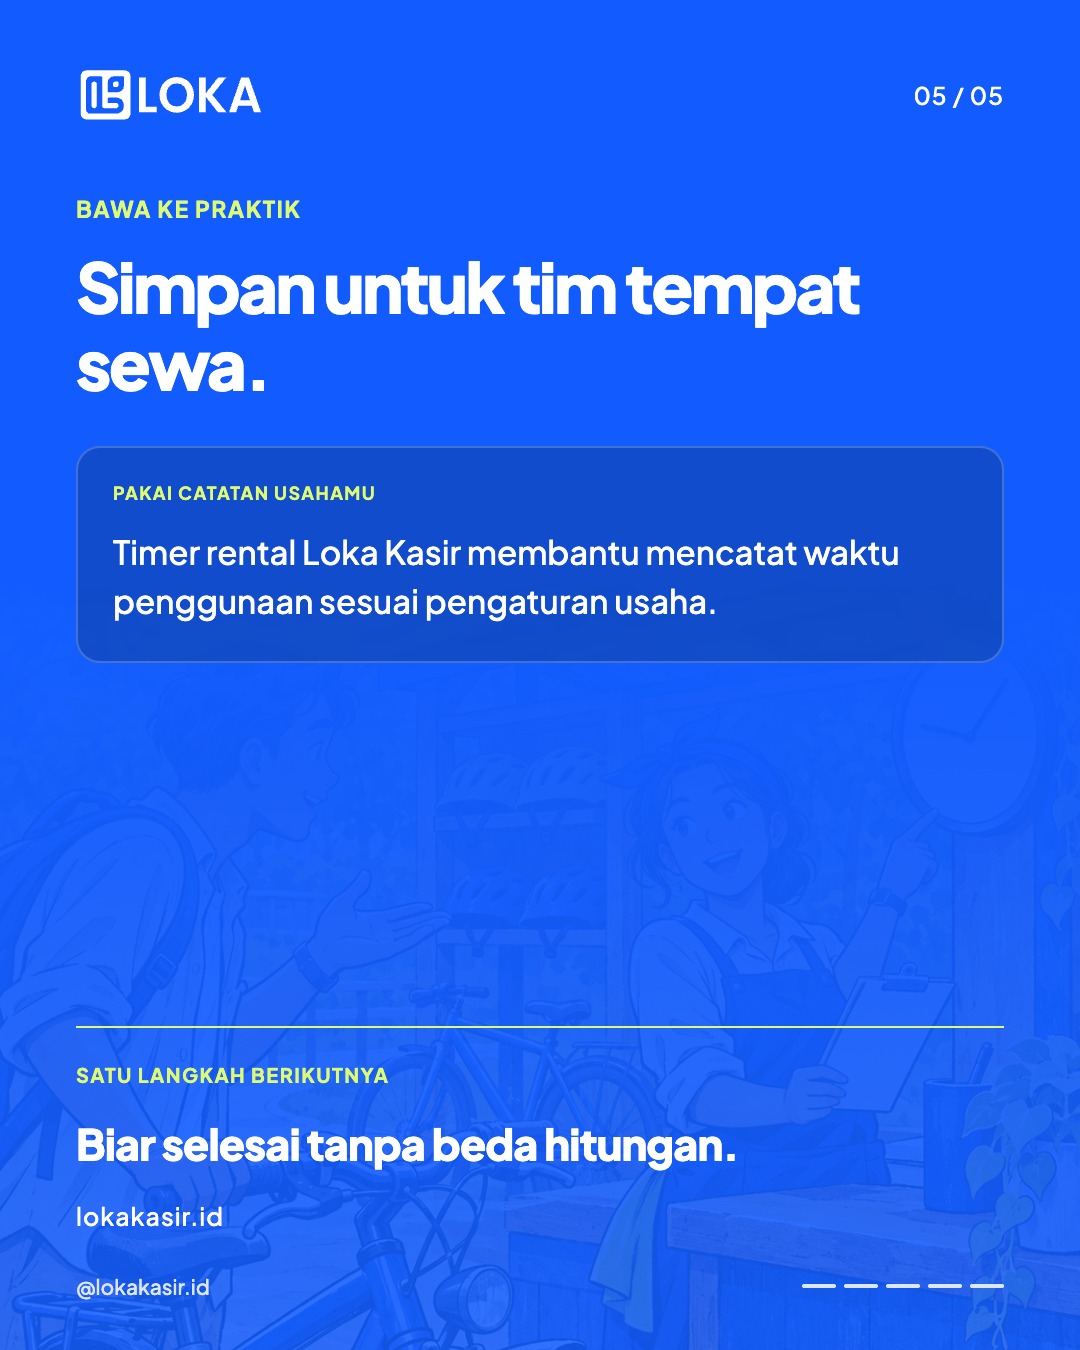 LOKA
05 / 05
BAWA KE PRAKTIK
Simpan untuk tim tempat
sewa.
PAKAI CATATAN USAHAMU
Timer rental Loka Kasir membantu mencatat waktu
penggunaan sesuai pengaturan usaha.
SATU LANGKAH BERIKUTNYA
Biar selesai tanpa beda hitungan.
lokakasir.id
@lokakasir.id